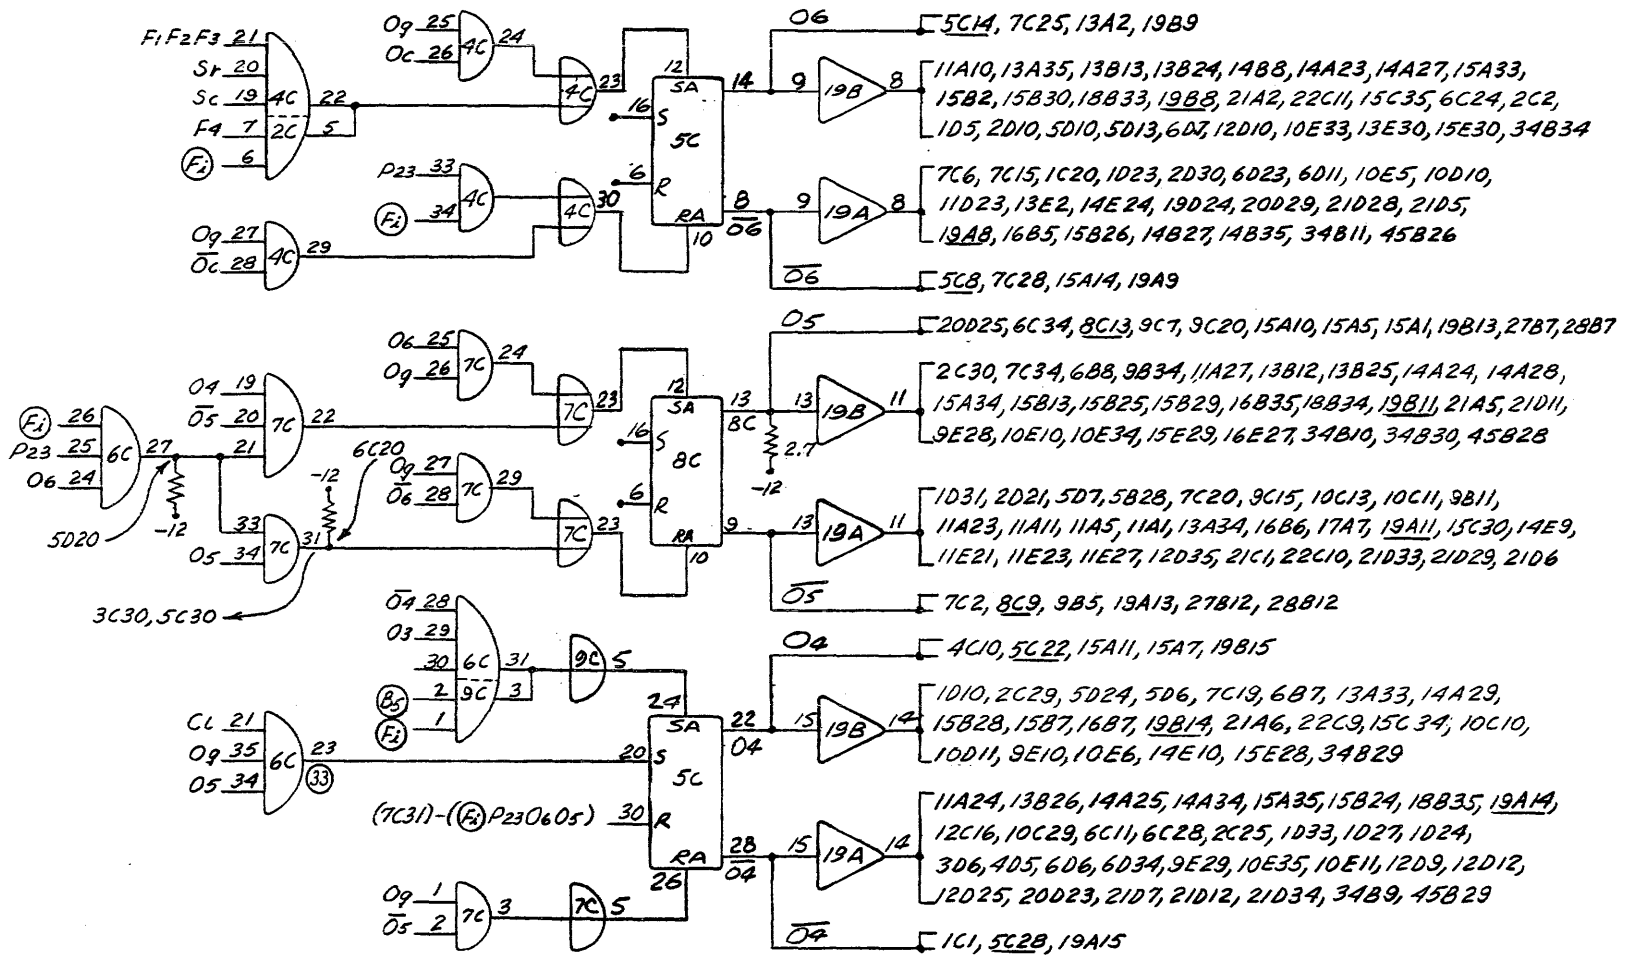 F1F2F3 21
Sr 20
Sc 19
F4 7
Fi 6
4C 22
2C 5
Og 25
Oc 26
4C 24
4C 23
P23 33
Fi 34
4C
4C 30
Og 27
O̅c̅ 28
4C 29
12
SA
16 S
5C
6 R
RA
10
14
8
O̅6̅
O6
5C14, 7C25, 13A2, 19B9
9 19B 8
11A10, 13A35, 13B13, 13B24, 14B8, 14A23, 14A27, 15A33,
15B2, 15B30, 18B33, 19B8, 21A2, 22C11, 15C35, 6C24, 2C2,
1D5, 2D10, 5D10, 5D13, 6D7, 12D10, 10E33, 13E30, 15E30, 34B34
9 19A 8
7C6, 7C15, 1C20, 1D23, 2D30, 6D23, 6D11, 10E5, 10D10,
11D23, 13E2, 14E24, 19D24, 20D29, 21D28, 21D5,
19A8, 16B5, 15B26, 14B27, 14B35, 34B11, 45B26
O̅6̅
5C8, 7C28, 15A14, 19A9
Fi 26
P23 25
O6 24
6C 27
5D20
-12
O4 19
O̅5̅ 20
21
7C 22
33
O5 34
7C 31
-12
6C20
3C30, 5C30
O6 25
Og 26
7C 24
7C 23
Og 27
O̅6̅ 28
7C 29
7C 23
12
SA
16 S
8C
6 R
RA
10
13
8C
9
2.7
-12
O5
20D25, 6C34, 8C13, 9C7, 9C20, 15A10, 15A5, 15A1, 19B13, 27B7, 28B7
13 19B 11
2C30, 7C34, 6B8, 9B34, 11A27, 13B12, 13B25, 14A24, 14A28,
15A34, 15B13, 15B25, 15B29, 16B35, 18B34, 19B11, 21A5, 21D11,
9E28, 10E10, 10E34, 15E29, 16E27, 34B10, 34B30, 45B28
13 19A 11
1D31, 2D21, 5D7, 5B28, 7C20, 9C15, 10C13, 10C11, 9B11,
11A23, 11A11, 11A5, 11A1, 13A34, 16B6, 17A7, 19A11, 15C30, 14E9,
11E21, 11E23, 11E27, 12D35, 21C1, 22C10, 21D33, 21D29, 21D6
O̅5̅
7C2, 8C9, 9B5, 19A13, 27B12, 28B12
O̅4̅ 28
O3 29
30
B5 2
Fi 1
6C 31
9C 3
9C 5
CL 21
Og 35
O5 34
6C 23
33
(7C31)-(Fi P23 O6 O5)
Og 1
O̅5̅ 2
7C 3
7C 5
24
SA
20 S
5C
30 R
RA
26
22
O4
28
O̅4̅
O4
4C10, 5C22, 15A11, 15A7, 19B15
15 19B 14
1D10, 2C29, 5D24, 5D6, 7C19, 6B7, 13A33, 14A29,
15B28, 15B7, 16B7, 19B14, 21A6, 22C9, 15C34, 10C10,
10D11, 9E10, 10E6, 14E10, 15E28, 34B29
15 19A 14
11A24, 13B26, 14A25, 14A34, 15A35, 15B24, 18B35, 19A14,
12C16, 10C29, 6C11, 6C28, 2C25, 1D33, 1D27, 1D24,
3D6, 4D5, 6D6, 6D34, 9E29, 10E35, 10E11, 12D9, 12D12,
12D25, 20D23, 21D7, 21D12, 21D34, 34B9, 45B29
O̅4̅
1C1, 5C28, 19A15